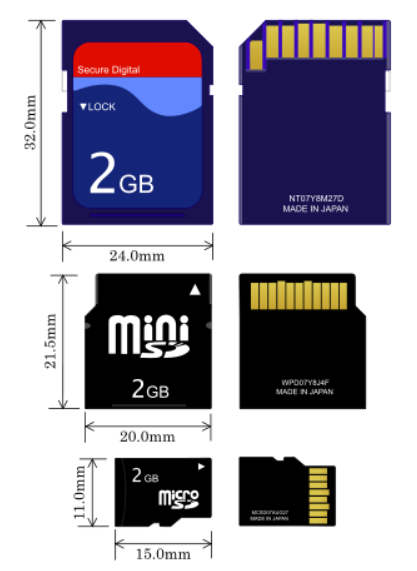 32.0mm
Secure Digital
▼LOCK
2GB
NT07Y8M27D
MADE IN JAPAN
24.0mm
21.5mm
mini
SD
2GB
WPD07Y8J4F
MADE IN JAPAN
20.0mm
11.0mm
2GB
micro
SD
MADE IN JAPAN
15.0mm